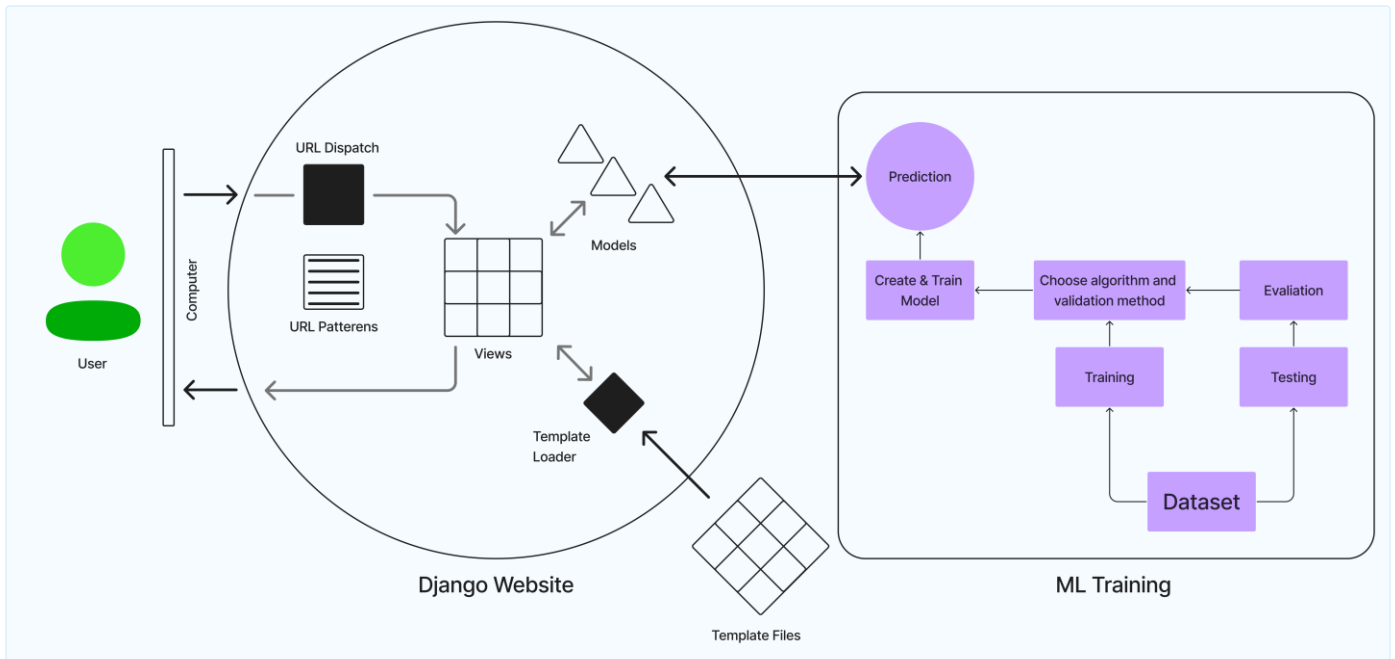 URL Dispatch
URL Patterens
Computer
User
Views
Models
Template
Loader
Django Website
Template Files
Prediction
Create & Train
Model
Choose algorithm and
validation method
Evaliation
Training
Testing
Dataset
ML Training